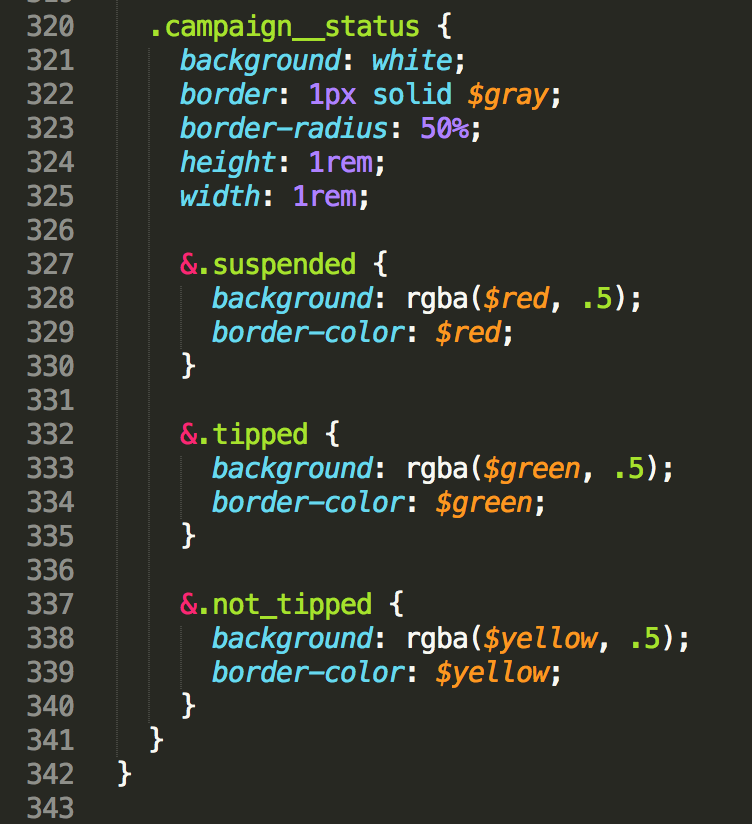 320 .campaign__status {
321 background: white;
322 border: 1px solid $gray;
323 border-radius: 50%;
324 height: 1rem;
325 width: 1rem;
326
327 &.suspended {
328 background: rgba($red, .5);
329 border-color: $red;
330 }
331
332 &.tipped {
333 background: rgba($green, .5);
334 border-color: $green;
335 }
336
337 &.not_tipped {
338 background: rgba($yellow, .5);
339 border-color: $yellow;
340 }
341 }
342 }
343